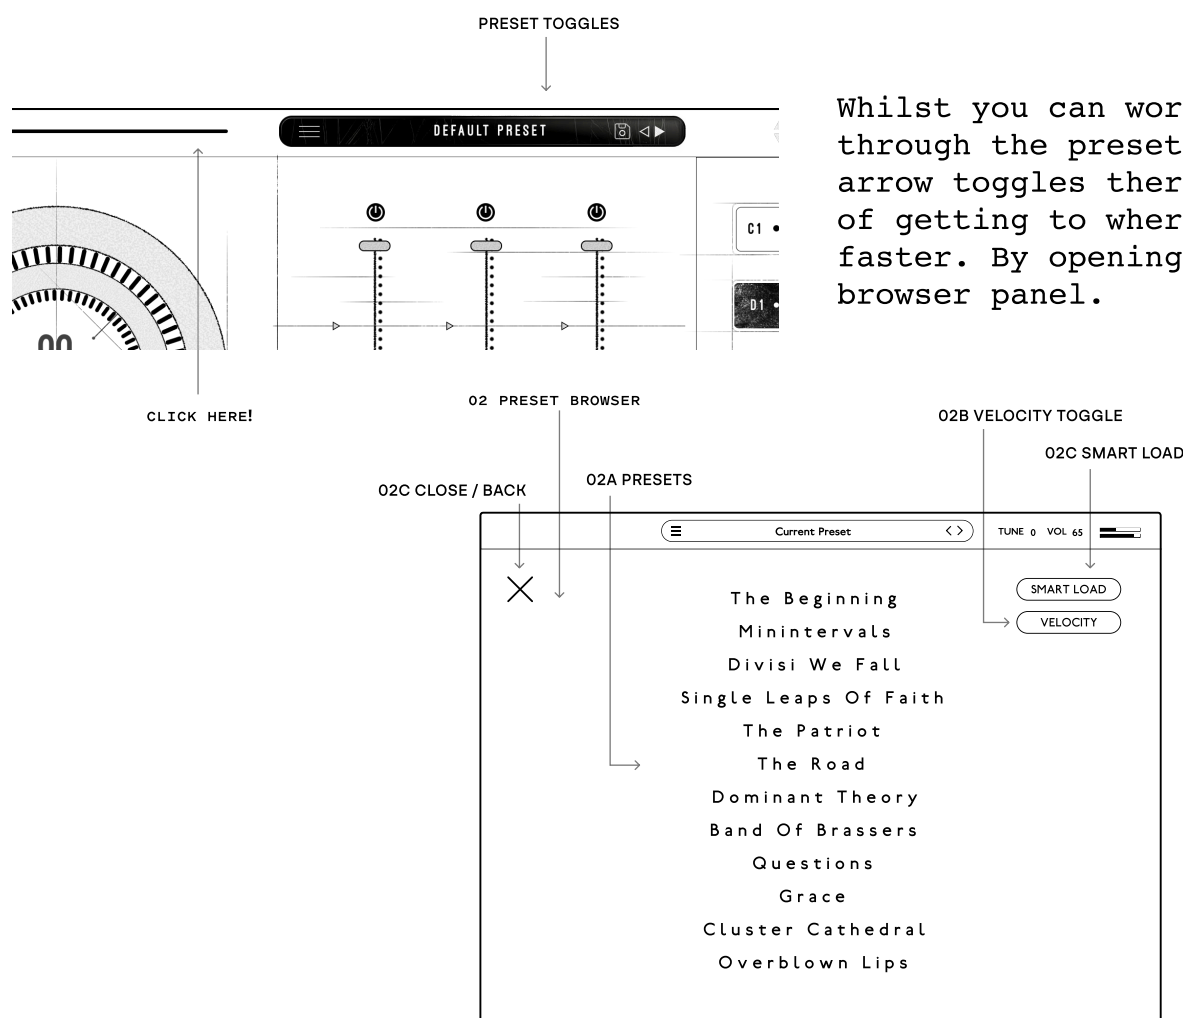 PRESET TOGGLES
DEFAULT PRESET
C1
D1
00
CLICK HERE!
Whilst you can wor
through the preset
arrow toggles ther
of getting to wher
faster. By opening
browser panel.
02 PRESET BROWSER
02B VELOCITY TOGGLE
02C SMART LOAD
02C CLOSE / BACK
02A PRESETS
Current Preset
TUNE 0 VOL 65
SMART LOAD
VELOCITY
The Beginning
Minintervals
Divisi We Fall
Single Leaps Of Faith
The Patriot
The Road
Dominant Theory
Band Of Brassers
Questions
Grace
Cluster Cathedral
Overblown Lips